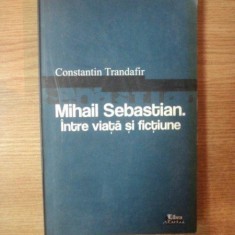 Constantin Trandafir
Mihail Sebastian.
Între viață și ficțiune